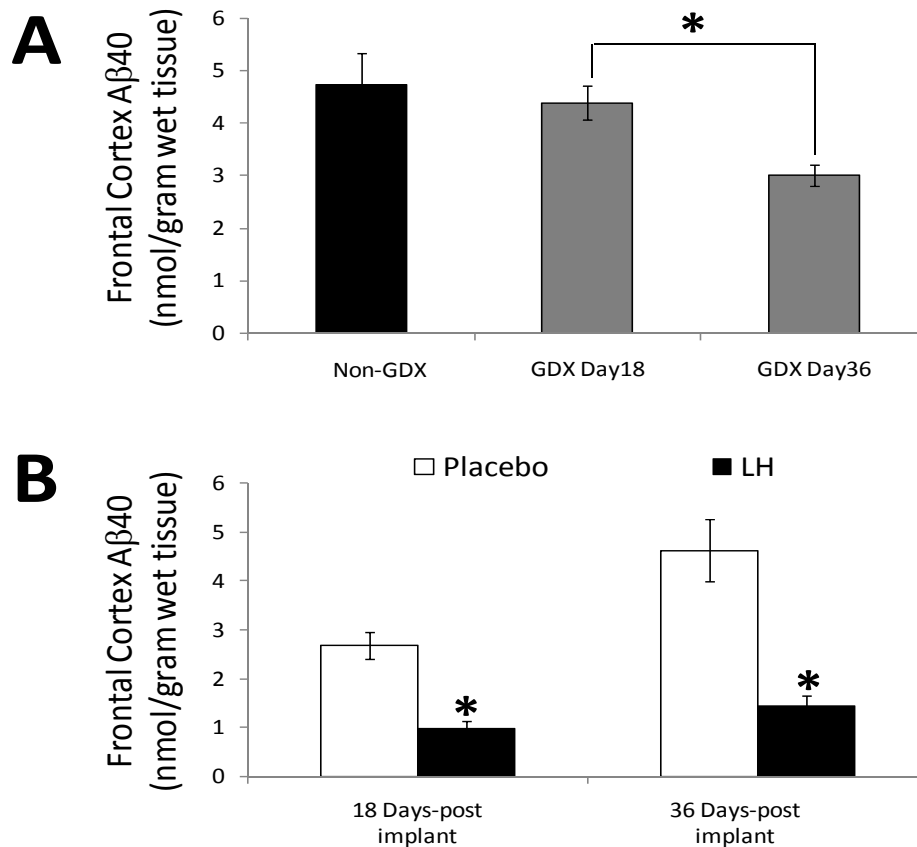 A
Frontal Cortex Aβ40
(nmol/gram wet tissue)
6
5
4
3
2
1
0
*
Non-GDX
GDX Day18
GDX Day36
B
Placebo
LH
Frontal Cortex Aβ40
(nmol/gram wet tissue)
6
5
4
3
2
1
0
*
*
18 Days-post
implant
36 Days-post
implant